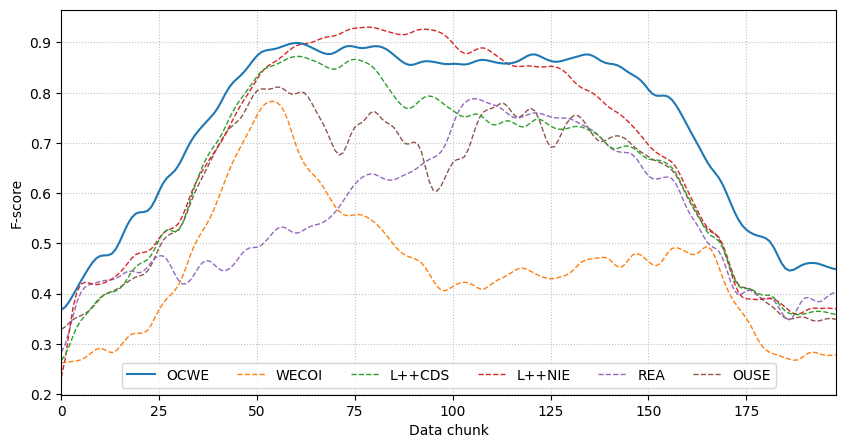 0.9
0.8
0.7
0.6
0.5
0.4
0.3
0.2
F-score
OCWE WECOI L++CDS L++NIE REA OUSE
0 25 50 75 100 125 150 175
Data chunk